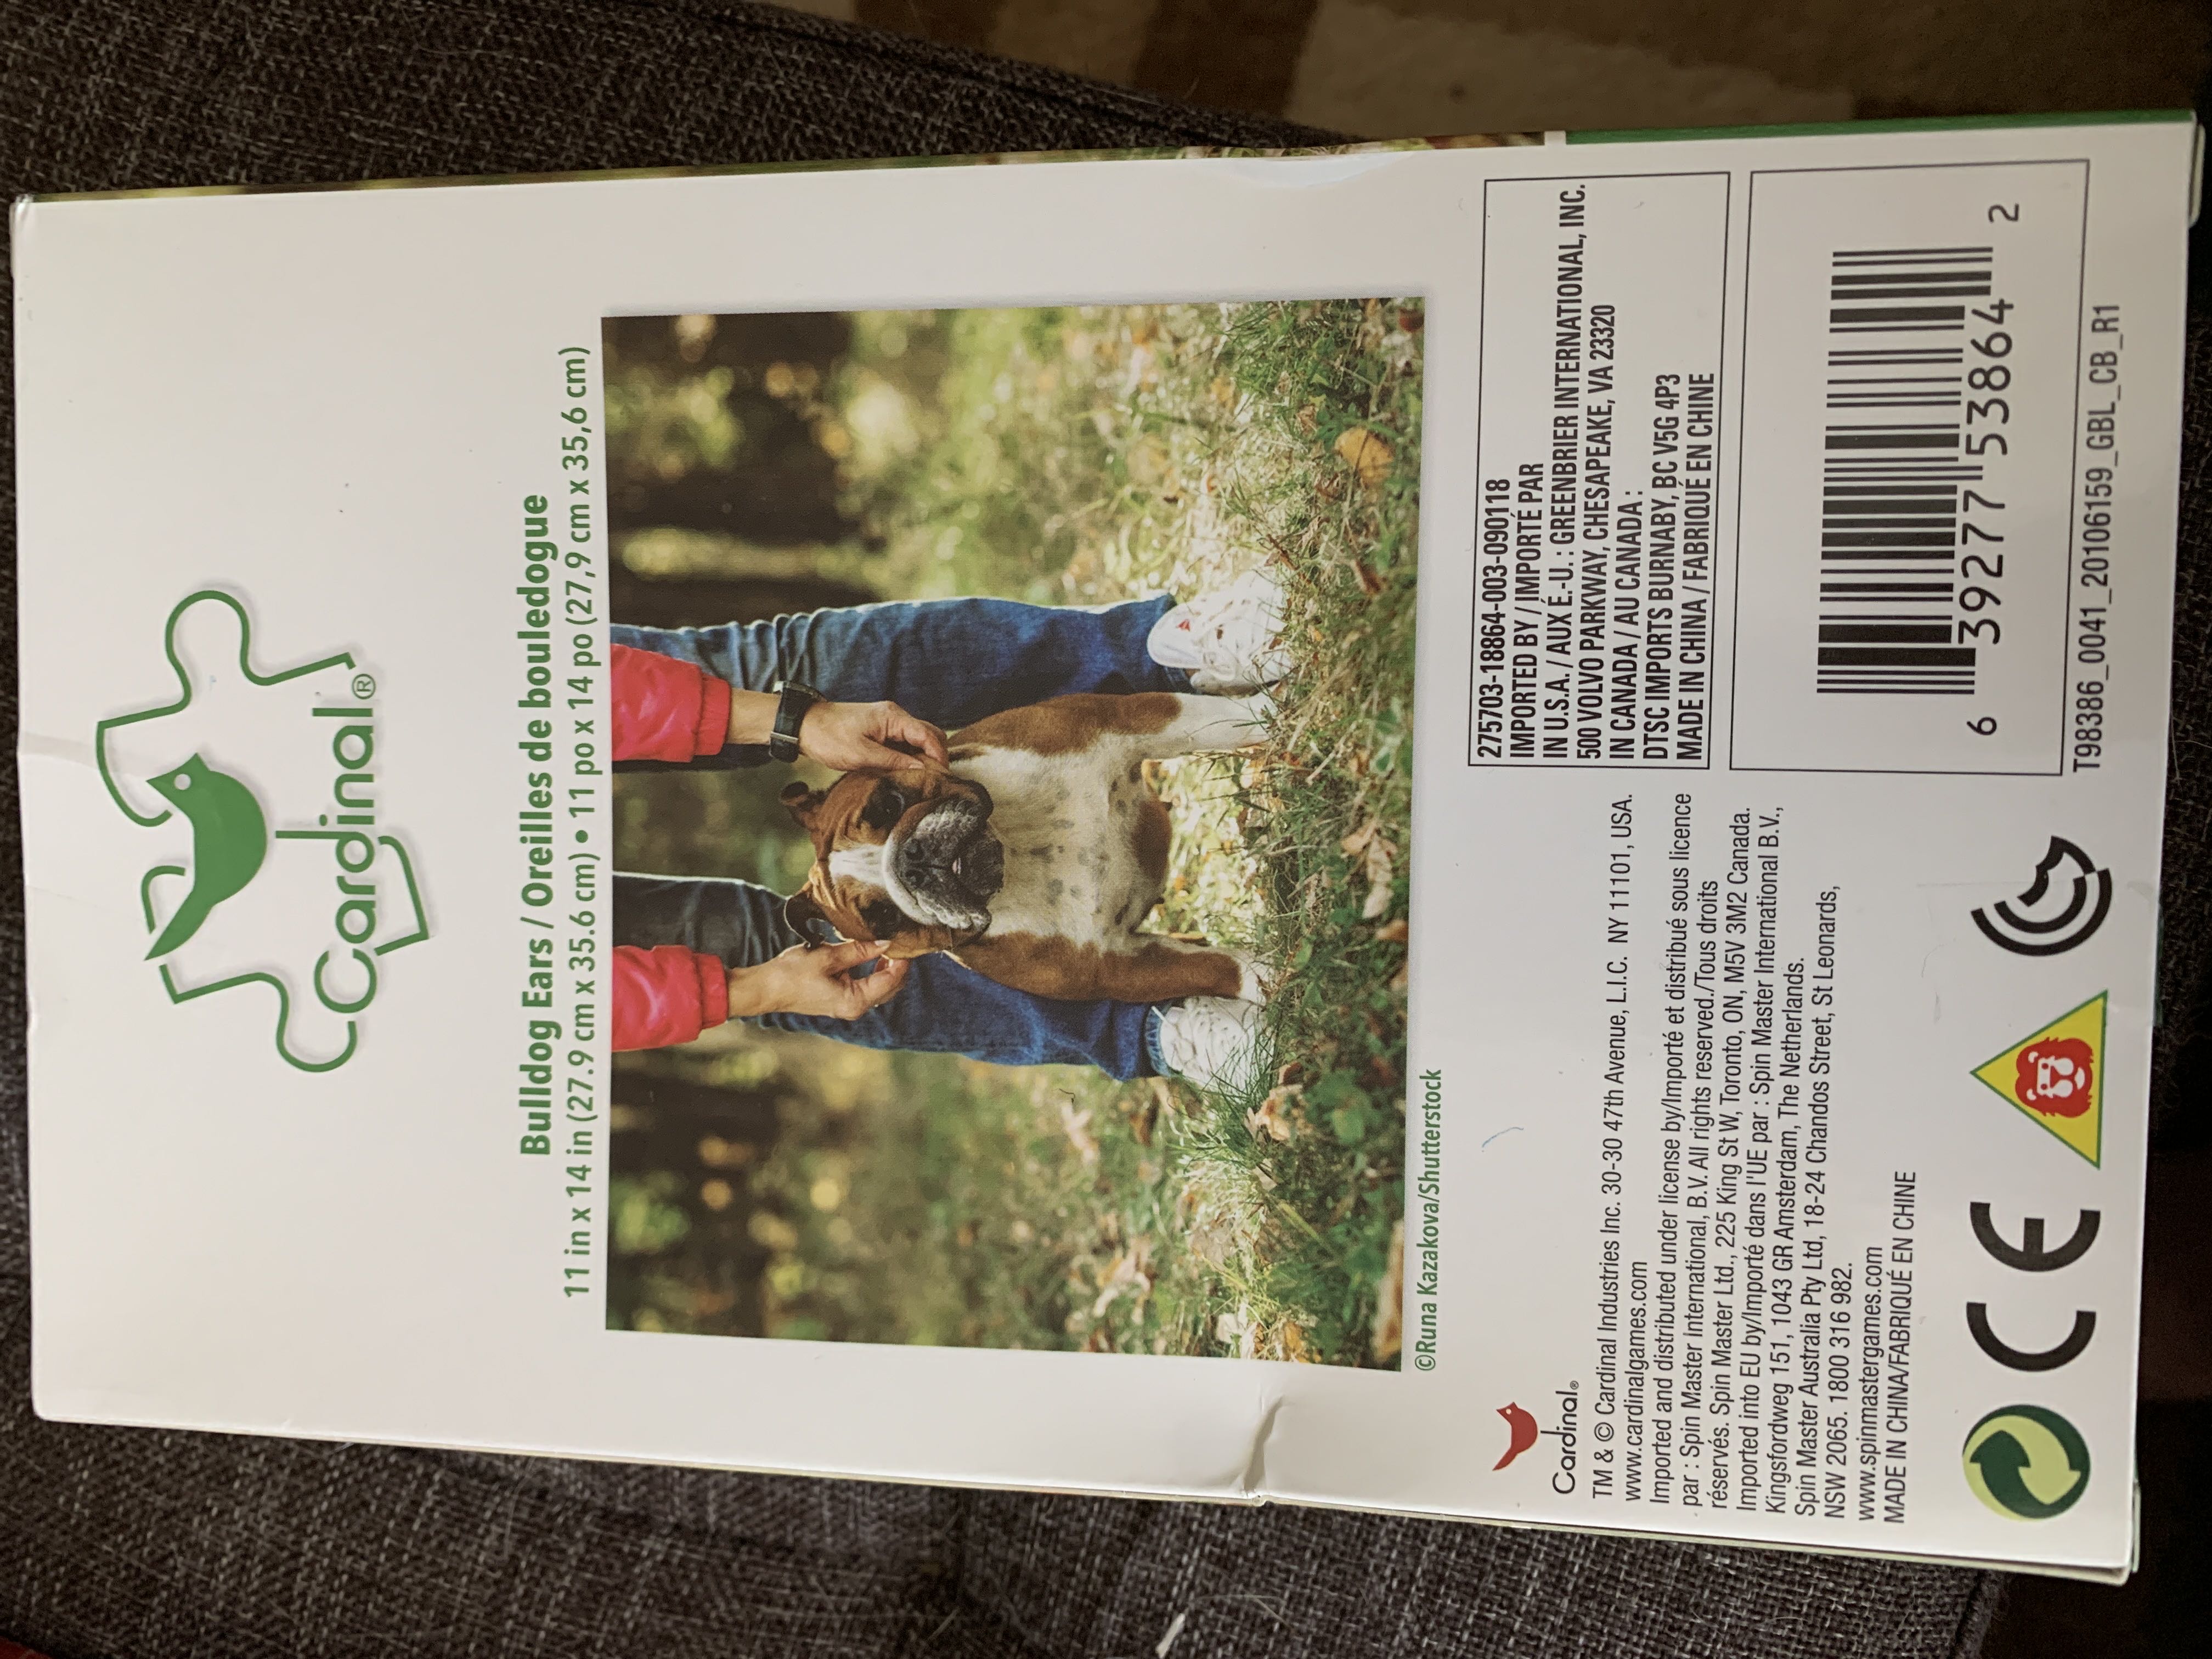 Cardinal®
Bulldog Ears / Oreilles de bouledogue
11 in x 14 in (27.9 cm x 35.6 cm) • 11 po x 14 po (27,9 cm x 35,6 cm)
©Runa Kazakova/Shutterstock
Cardinal®
TM & © Cardinal Industries Inc. 30-30 47th Avenue, L.I.C. NY 11101, USA.
www.cardinalgames.com
Imported and distributed under license by/Importé et distribué sous licence
par : Spin Master International, B.V. All rights reserved./Tous droits
réservés. Spin Master Ltd., 225 King St W, Toronto, ON, M5V 3M2 Canada.
Imported into EU by/Importé dans l'UE par : Spin Master International B.V.,
Kingsfordweg 151, 1043 GR Amsterdam, The Netherlands.
Spin Master Australia Pty Ltd, 18-24 Chandos Street, St Leonards,
NSW 2065. 1800 316 982.
www.spinmastergames.com
MADE IN CHINA/FABRIQUÉ EN CHINE
CE
275703-18864-003-090118
IMPORTED BY / IMPORTÉ PAR
IN U.S.A. / AUX É.-U. : GREENBRIER INTERNATIONAL, INC.
500 VOLVO PARKWAY, CHESAPEAKE, VA 23320
IN CANADA / AU CANADA :
DTSC IMPORTS BURNABY, BC V5G 4P3
MADE IN CHINA / FABRIQUÉ EN CHINE
6 39277 53864 2
T98386_0041_20106159_GBL_CB_R1